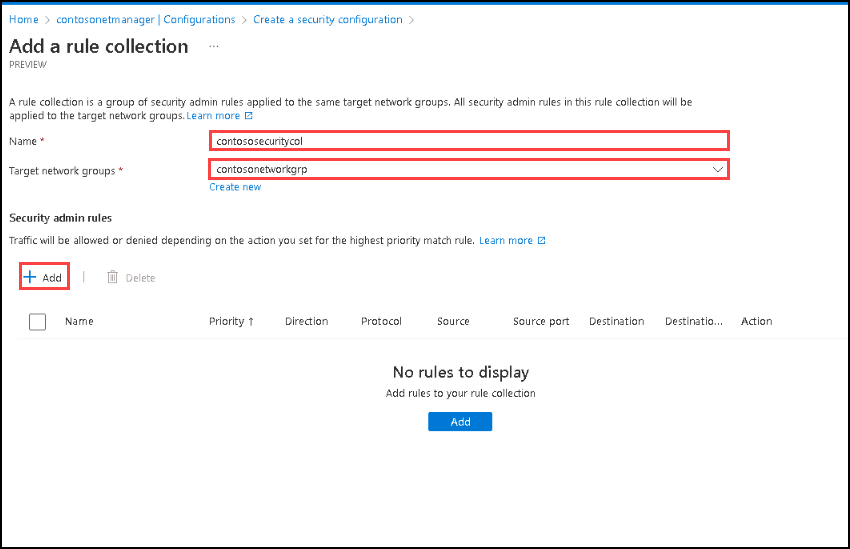 Home > contosonetmanager | Configurations > Create a security configuration >
Add a rule collection ...
PREVIEW
A rule collection is a group of security admin rules applied to the same target network groups. All security admin rules in this rule collection will be
applied to the target network groups. Learn more
Name * contososecuritycol
Target network groups * contosonetworkgrp
Create new
Security admin rules
Traffic will be allowed or denied depending on the action you set for the highest priority match rule. Learn more
+ Add | Delete
Name Priority ↑ Direction Protocol Source Source port Destination Destinatio... Action
No rules to display
Add rules to your rule collection
Add